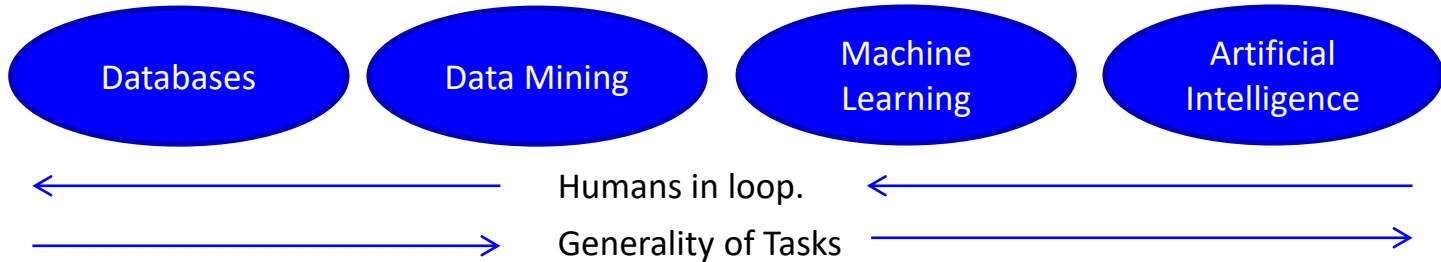 Databases
Data Mining
Machine
Learning
Artificial
Intelligence
Humans in loop.
Generality of Tasks